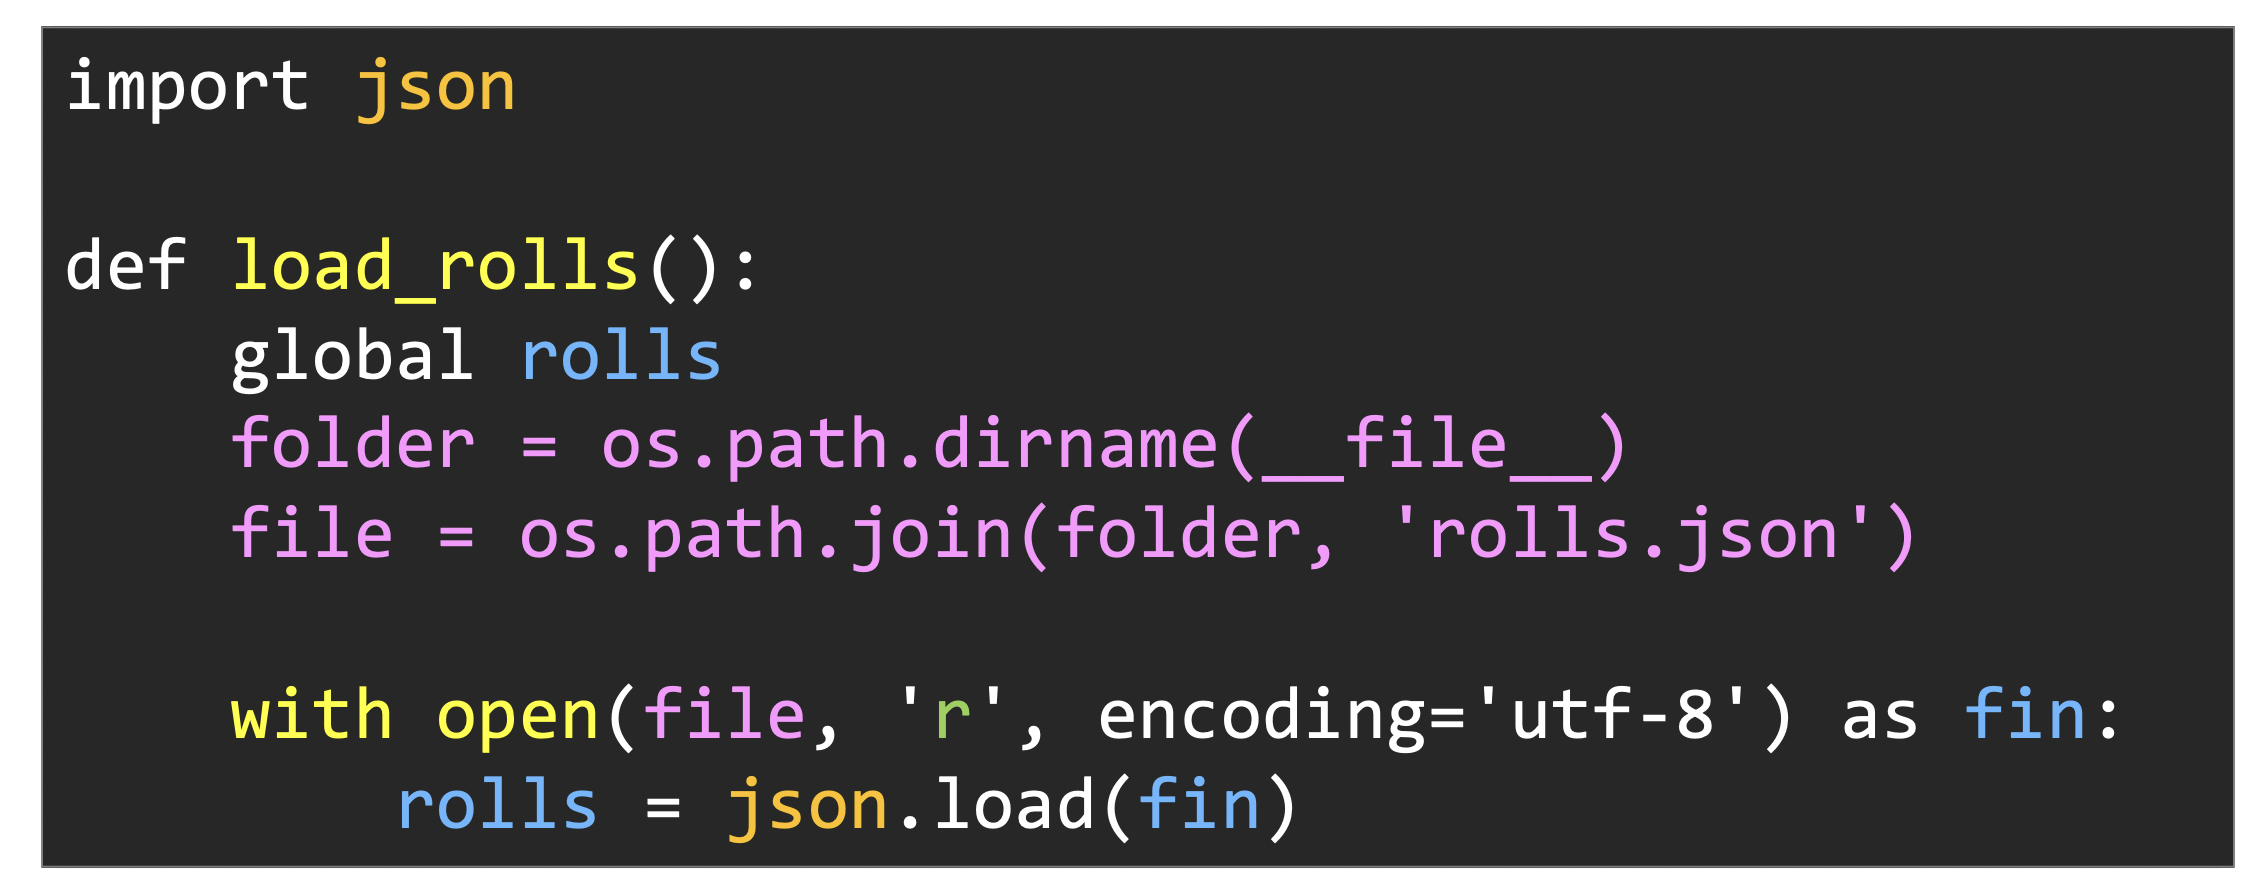 import json
def load_rolls():
    global rolls
    folder = os.path.dirname(__file__)
    file = os.path.join(folder, 'rolls.json')
    with open(file, 'r', encoding='utf-8') as fin:
        rolls = json.load(fin)